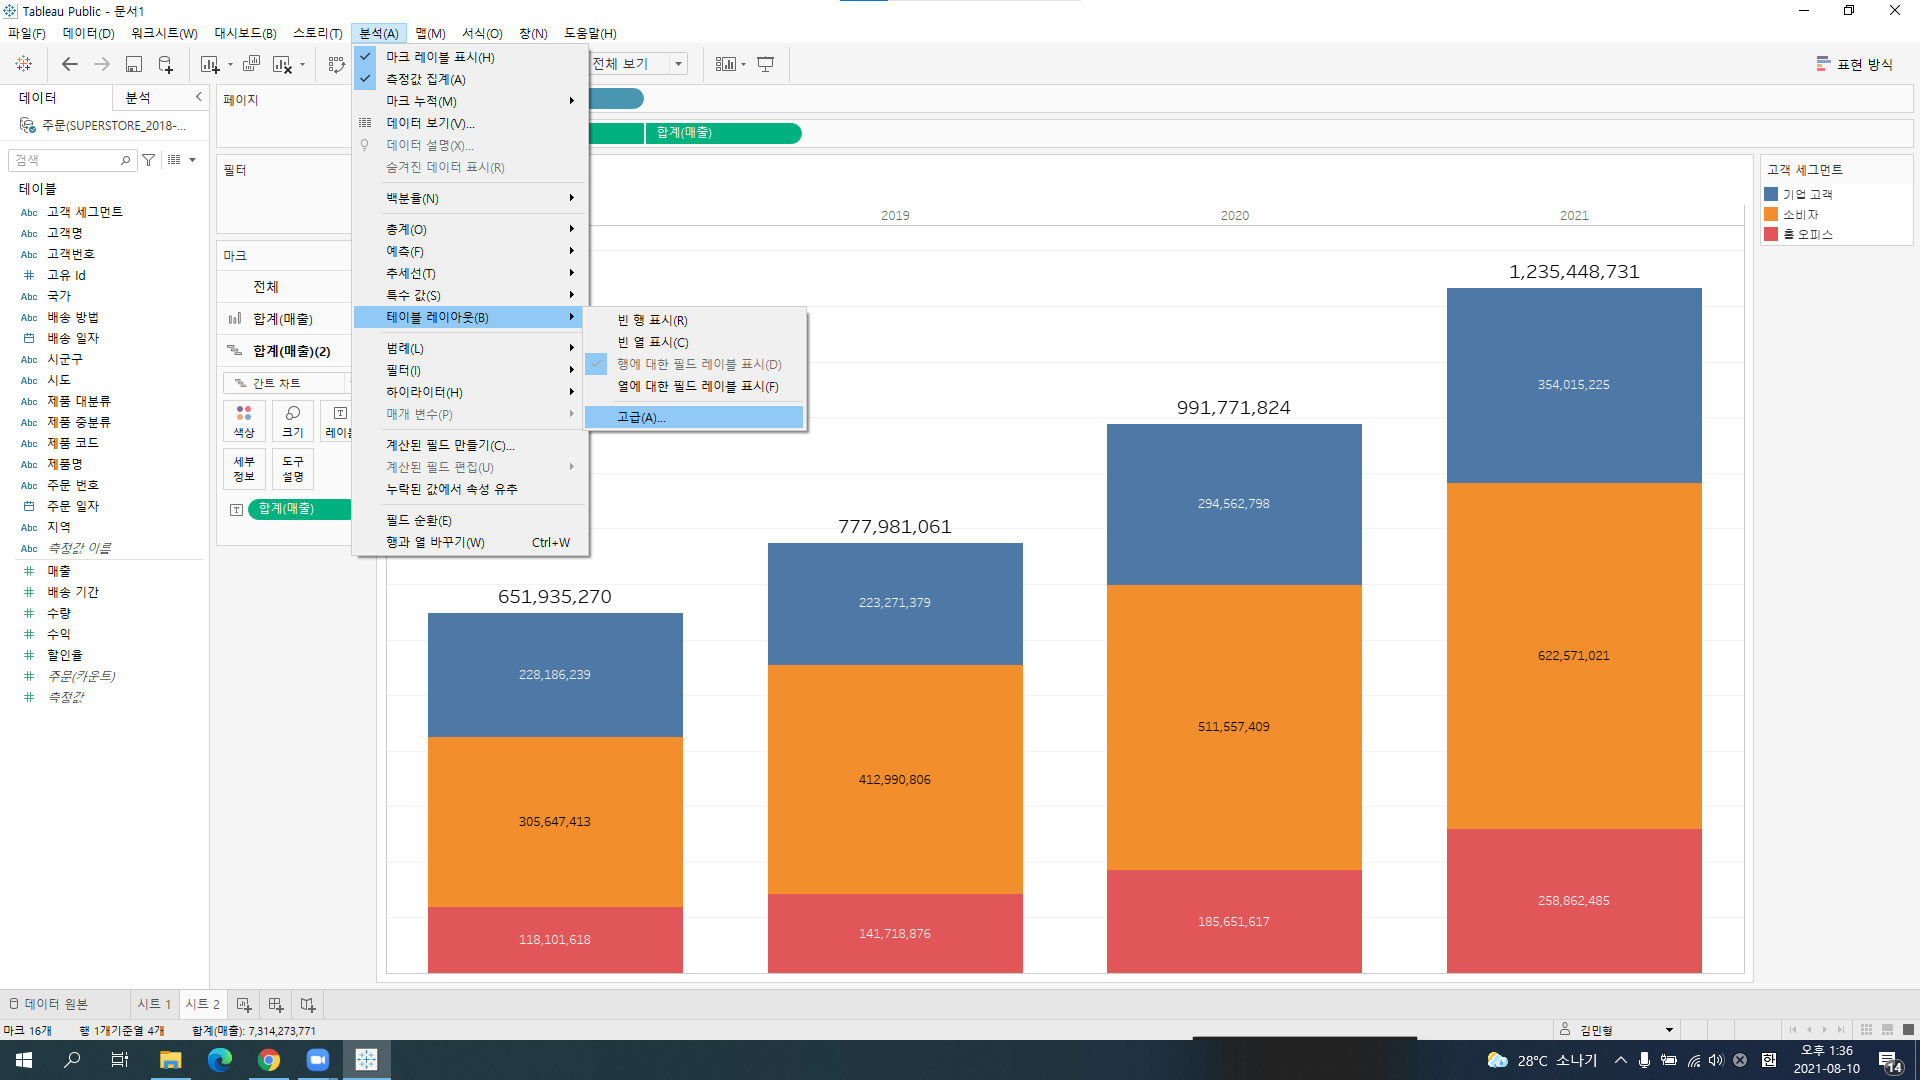 Tableau Public - 문서1
파일(F) 데이터(D) 워크시트(W) 대시보드(B) 스토리(T) 분석(A) 맵(M) 서식(O) 창(N) 도움말(H)
전체 보기
표현 방식
데이터 분석
주문(SUPERSTORE_2018-...
검색
테이블
Abc 고객 세그먼트
Abc 고객명
Abc 고객번호
# 고유 Id
Abc 국가
Abc 배송 방법
배송 일자
Abc 시군구
Abc 시도
Abc 제품 대분류
Abc 제품 중분류
Abc 제품 코드
Abc 제품명
Abc 주문 번호
주문 일자
Abc 지역
Abc 측정값 이름
# 매출
# 배송 기간
# 수량
# 수익
# 할인율
# 주문(카운트)
# 측정값
페이지
필터
마크
전체
합계(매출)
합계(매출)(2)
간트 차트
색상
크기
T
세부
정보
도구
설명
T 합계(매출)
마크 레이블 표시(H)
측정값 집계(A)
마크 누적(M)
데이터 보기(V)...
데이터 설명(X)...
숨겨진 데이터 표시(R)
백분율(N)
총계(O)
예측(F)
추세선(T)
특수 값(S)
테이블 레이아웃(B)
범례(L)
필터(I)
하이라이터(H)
매개 변수(P)
계산된 필드 만들기(C)...
계산된 필드 편집(U)
누락된 값에서 속성 유추
필드 순환(E)
행과 열 바꾸기(W) Ctrl+W
빈 행 표시(R)
빈 열 표시(C)
행에 대한 필드 레이블 표시(D)
열에 대한 필드 레이블 표시(F)
고급(A)...
합계(매출)
2019 2020 2021
651,935,270
228,186,239
305,647,413
118,101,618
777,981,061
223,271,379
412,990,806
141,718,876
991,771,824
294,562,798
511,557,409
185,651,617
1,235,448,731
354,015,225
622,571,021
258,862,485
고객 세그먼트
기업 고객
소비자
홈 오피스
데이터 원본 시트 1 시트 2
마크 16개 행 1개기준열 4개 합계(매출): 7,314,273,771
김민형
28°C 소나기
한
오후 1:36
2021-08-10
14